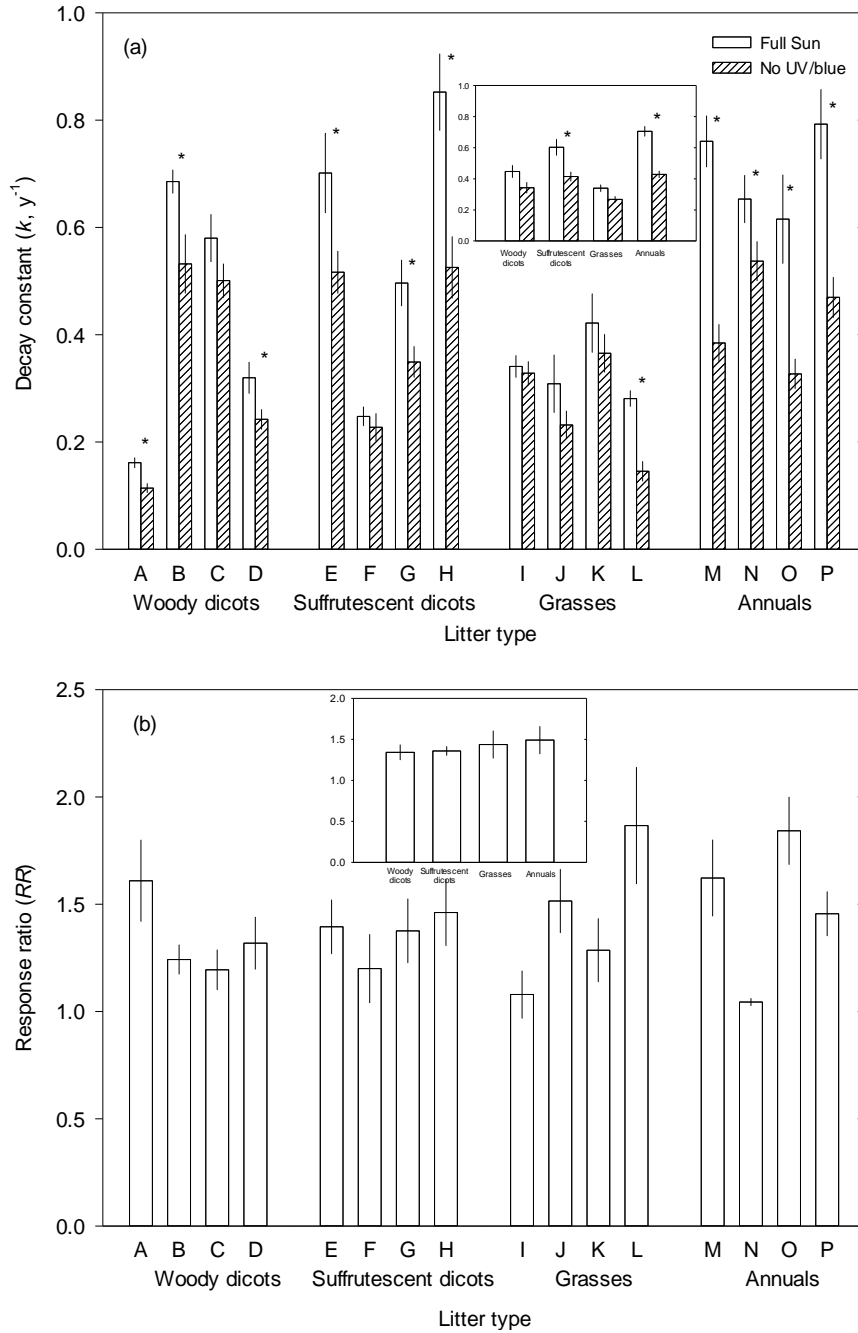 (a)
Full Sun
No UV/blue
Decay constant (k, y-1)
1.0
0.8
0.6
0.4
0.2
0.0
* * * * * * * * * * * *
1.0
0.8
0.6
0.4
0.2
0.0
* *
Woody dicots
Suffrutescent dicots
Grasses
Annuals
A B C D E F G H I J K L M N O P
Woody dicots Suffrutescent dicots Grasses Annuals
Litter type
(b)
Response ratio (RR)
2.5
2.0
1.5
1.0
0.5
0.0
2.0
1.5
1.0
0.5
0.0
Woody dicots
Suffrutescent dicots
Grasses
Annuals
A B C D E F G H I J K L M N O P
Woody dicots Suffrutescent dicots Grasses Annuals
Litter type